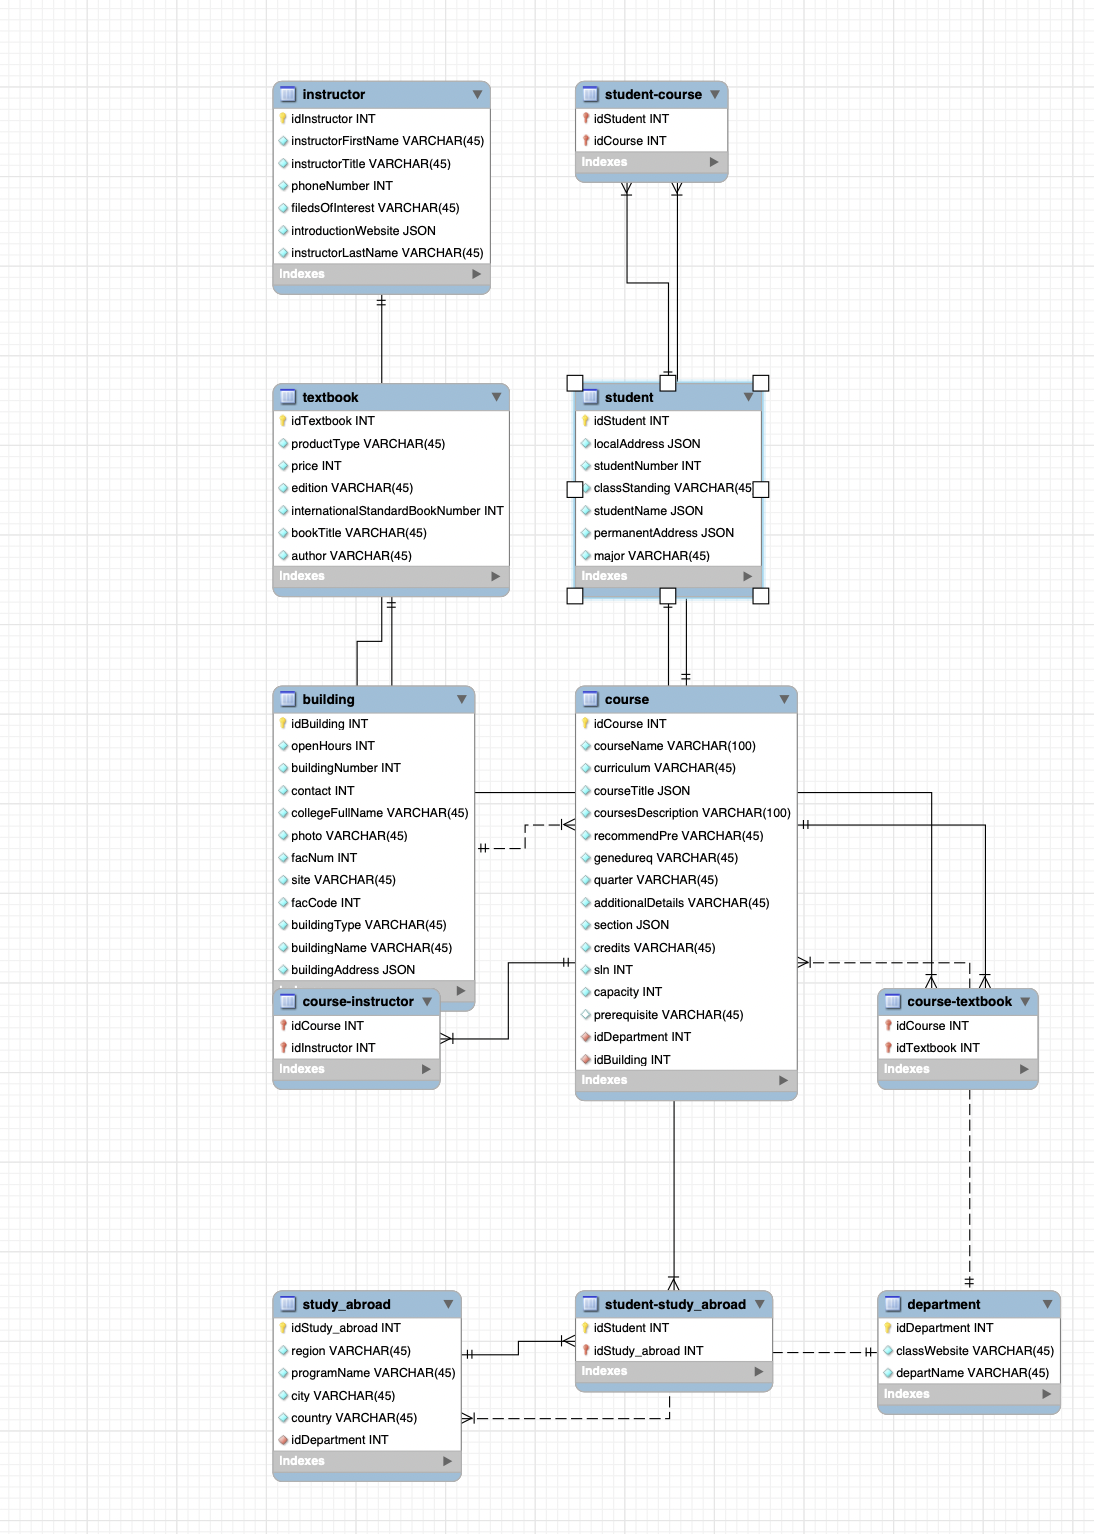 instructor
idInstructor INT
instructorFirstName VARCHAR(45)
instructorTitle VARCHAR(45)
phoneNumber INT
filedsOfInterest VARCHAR(45)
introductionWebsite JSON
instructorLastName VARCHAR(45)
Indexes
student-course
idStudent INT
idCourse INT
Indexes
textbook
idTextbook INT
productType VARCHAR(45)
price INT
edition VARCHAR(45)
internationalStandardBookNumber INT
bookTitle VARCHAR(45)
author VARCHAR(45)
Indexes
student
idStudent INT
localAddress JSON
studentNumber INT
classStanding VARCHAR(45
studentName JSON
permanentAddress JSON
major VARCHAR(45)
Indexes
building
idBuilding INT
openHours INT
buildingNumber INT
contact INT
collegeFullName VARCHAR(45)
photo VARCHAR(45)
facNum INT
site VARCHAR(45)
facCode INT
buildingType VARCHAR(45)
buildingName VARCHAR(45)
buildingAddress JSON
course
idCourse INT
courseName VARCHAR(100)
curriculum VARCHAR(45)
courseTitle JSON
coursesDescription VARCHAR(100)
recommendPre VARCHAR(45)
genedureq VARCHAR(45)
quarter VARCHAR(45)
additionalDetails VARCHAR(45)
section JSON
credits VARCHAR(45)
sln INT
capacity INT
prerequisite VARCHAR(45)
idDepartment INT
idBuilding INT
Indexes
course-instructor
idCourse INT
idInstructor INT
Indexes
course-textbook
idCourse INT
idTextbook INT
Indexes
study_abroad
idStudy_abroad INT
region VARCHAR(45)
programName VARCHAR(45)
city VARCHAR(45)
country VARCHAR(45)
idDepartment INT
Indexes
student-study_abroad
idStudent INT
idStudy_abroad INT
Indexes
department
idDepartment INT
classWebsite VARCHAR(45)
departName VARCHAR(45)
Indexes